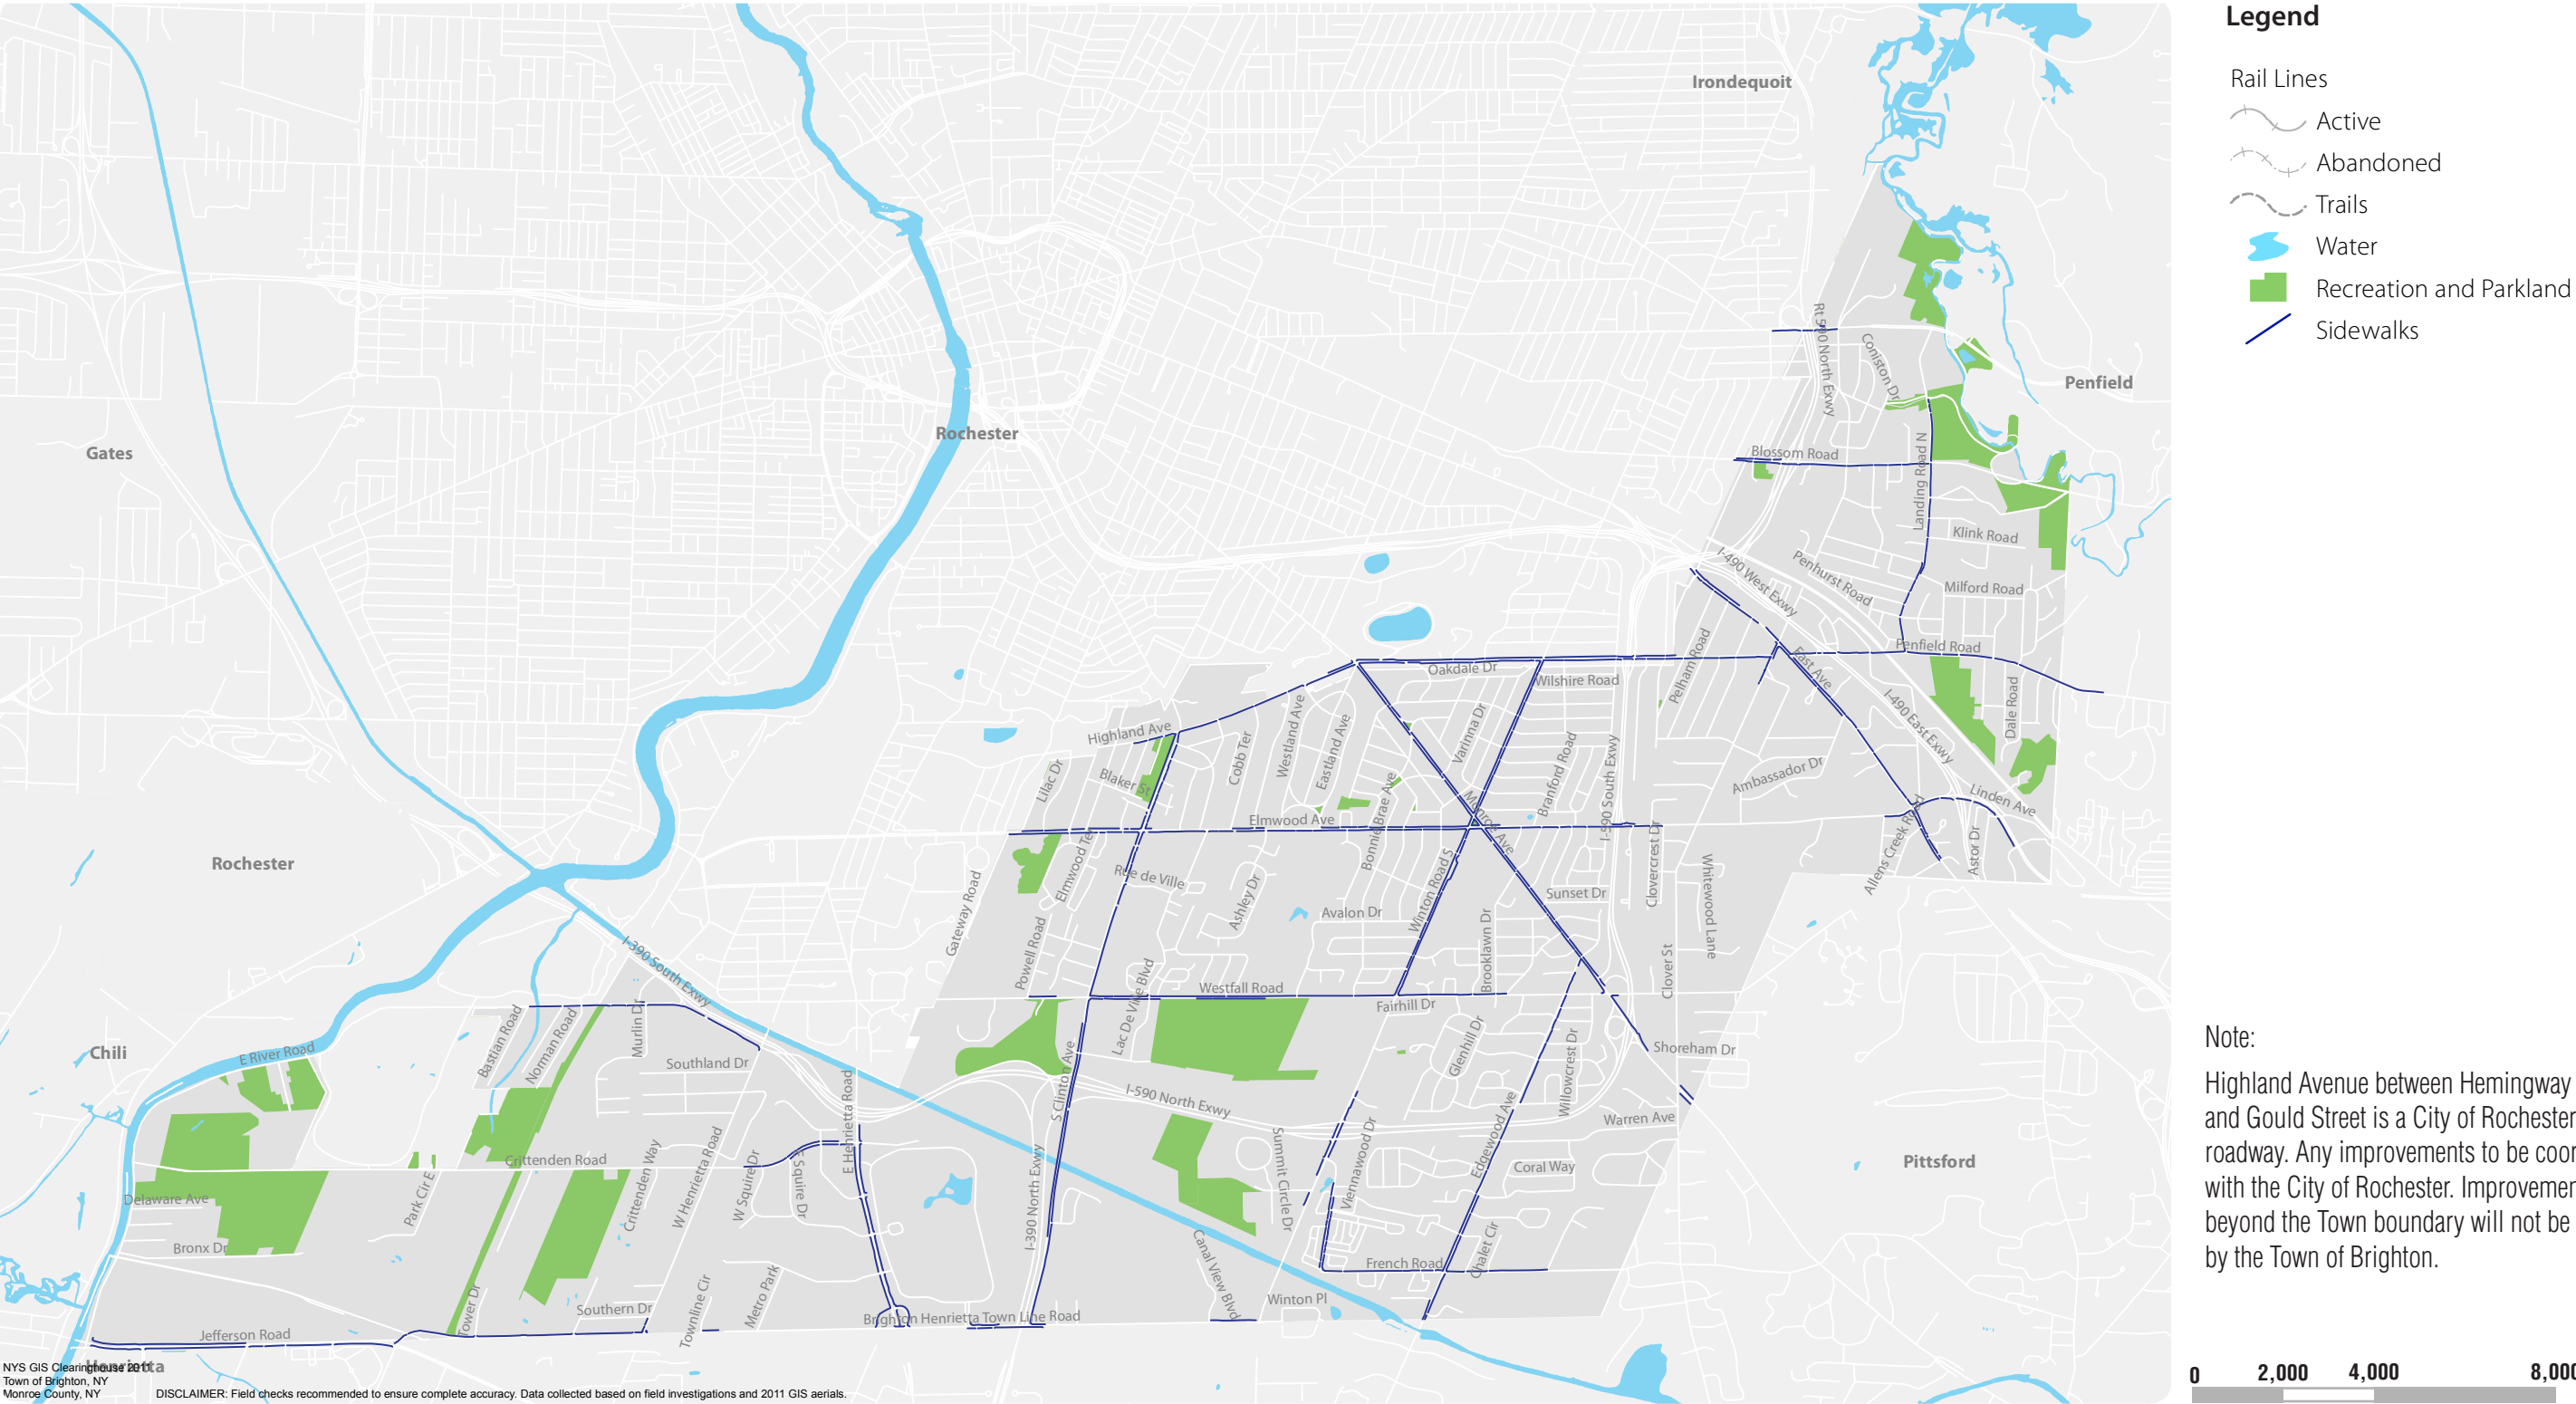 Legend
Rail Lines
Active
Abandoned
Trails
Water
Recreation and Parkland
Sidewalks
Irondequoit
Penfield
Gates
Rochester
Rochester
Chili
Pittsford
Rt 590 North Exwy
Coniston Dr
Blossom Road
Landing Road N
Klink Road
I-490 West Exwy
Penhurst Road
Milford Road
Penfield Road
Pelham Road
East Ave
I-490 East Exwy
Dale Road
Oakdale Dr
Wilshire Road
Highland Ave
Lilac Dr
Blaker St
Cobb Ter
Westland Ave
Eastland Ave
Varinna Dr
Branford Road
I-590 South Exwy
Ambassador Dr
Linden Ave
Elmwood Ave
Bonnie Brae Ave
Monroe Ave
Allens Creek Rd
Astor Dr
Elmwood Ter
Rue de Ville
Ashley Dr
Avalon Dr
Winton Road S
Sunset Dr
Clovercrest Dr
Whitewood Lane
Gateway Road
Powell Road
Lac De Ville Blvd
Westfall Road
Brooklawn Dr
Fairhill Dr
Clover St
I-390 South Exwy
E River Road
Bastian Road
Norman Road
Murlin Dr
Southland Dr
E Henrietta Road
S Clinton Ave
I-590 North Exwy
Glenhill Dr
Willowcrest Dr
Shoreham Dr
Warren Ave
Edgewood Ave
Coral Way
Crittenden Road
Park Cir E
Crittenden Way
W Henrietta Road
W Squire Dr
E Squire Dr
Delaware Ave
Bronx Dr
I-390 North Exwy
Summit Circle Dr
Viennawood Dr
Canal View Blvd
French Road
Chalet Cir
Winton Pl
Tower Dr
Southern Dr
Townline Cir
Metro Park
Brighton Henrietta Town Line Road
Jefferson Road
Henrietta
NYS GIS Clearinghouse 2011
Town of Brighton, NY
Monroe County, NY
DISCLAIMER: Field checks recommended to ensure complete accuracy. Data collected based on field investigations and 2011 GIS aerials.
Note:
Highland Avenue between Hemingway
and Gould Street is a City of Rochester
roadway. Any improvements to be coor
with the City of Rochester. Improvemen
beyond the Town boundary will not be
by the Town of Brighton.
0 2,000 4,000 8,000